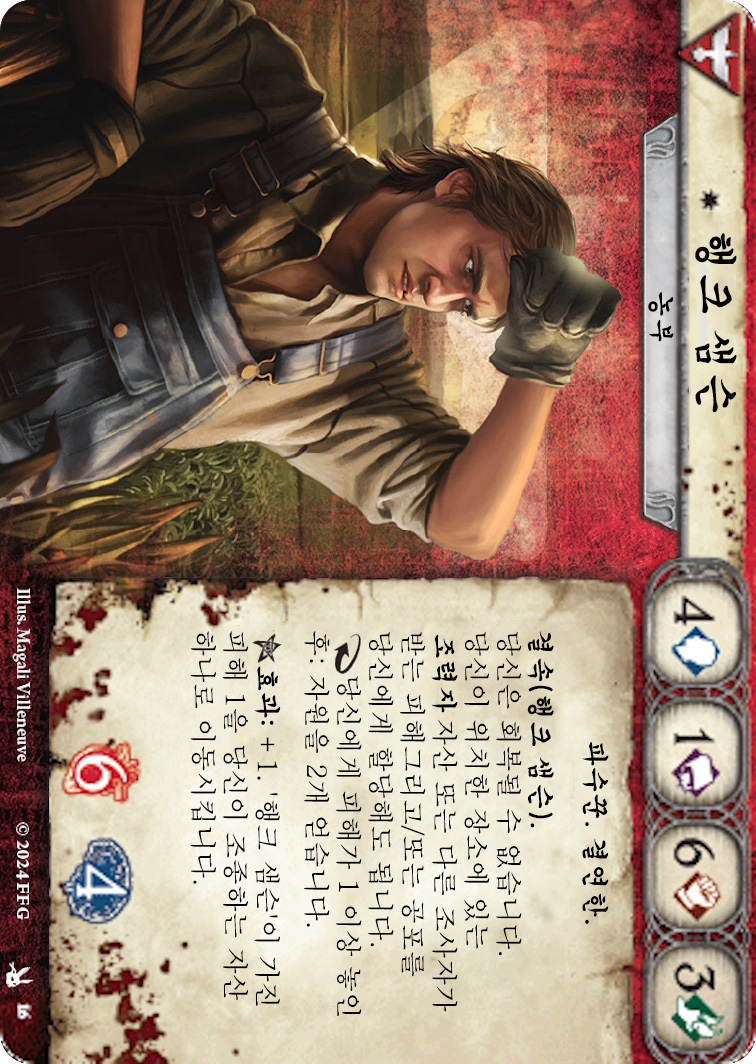 행크 샘슨
농부
4
1
6
3
파수꾼. 결연한.
결속(행크 샘슨).
당신은 회복될 수 없습니다.
당신이 위치한 장소에 있는
조력자 자산 또는 다른 조사자가
받는 피해그리고/또는 공포를
당신에게 할당해도 됩니다.
당신에게 피해가 1 이상 놓인
후: 자원을 2개 얻습니다.
효과: +1. '행크 샘슨'이 가진
피해 1을 당신이 조종하는 자산
하나로 이동시킵니다.
6
4
Illus. Magali Villeneuve
© 2024 FFG
16